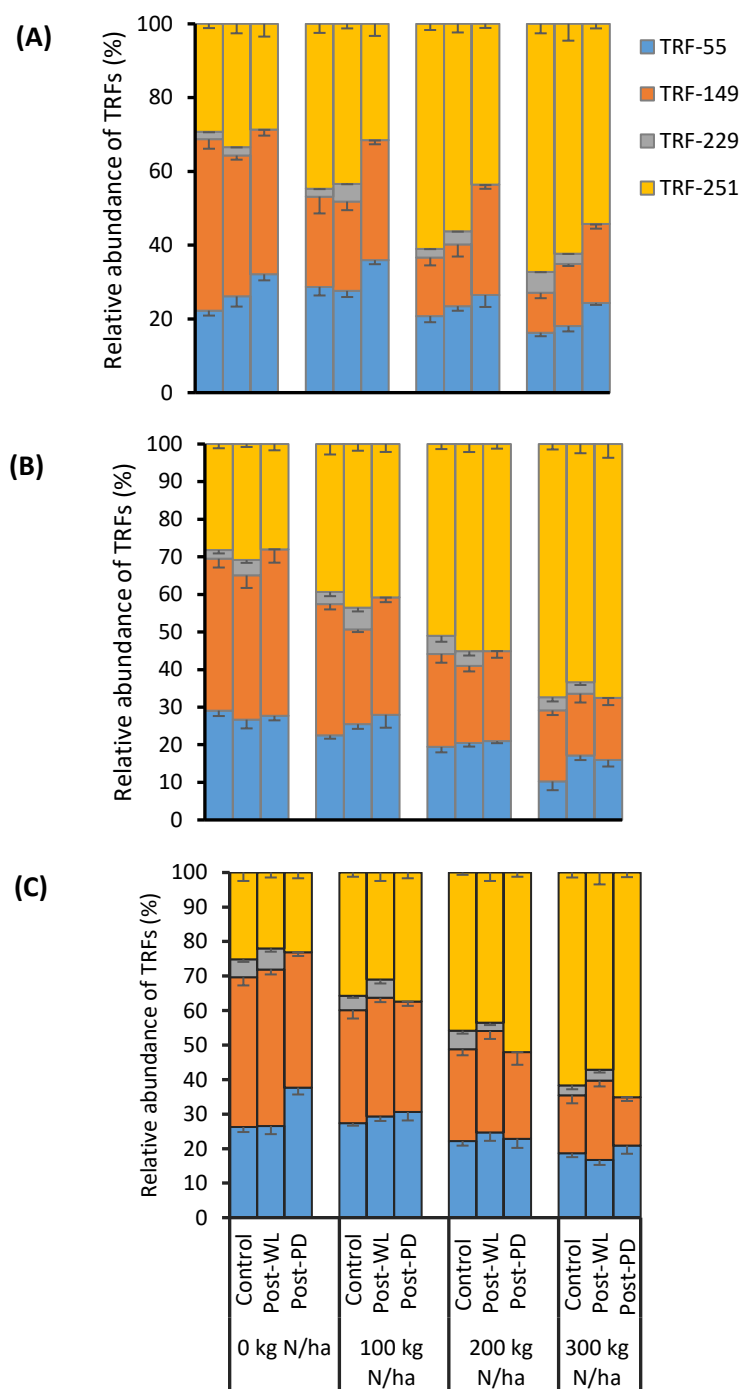 (A)
Relative abundance of TRFs (%)
100
80
60
40
20
0
TRF-55
TRF-149
TRF-229
TRF-251
(B)
Relative abundance of TRFs (%)
100
90
80
70
60
50
40
30
20
10
0
(C)
Relative abundance of TRFs (%)
100
90
80
70
60
50
40
30
20
10
0
Control
Post-WL
Post-PD
Control
Post-WL
Post-PD
Control
Post-WL
Post-PD
Control
Post-WL
Post-PD
0 kg N/ha
100 kg
N/ha
200 kg
N/ha
300 kg
N/ha